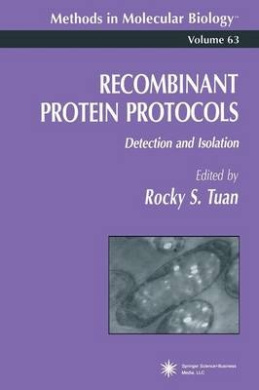 Methods in Molecular Biology™
Volume 63
RECOMBINANT
PROTEIN PROTOCOLS
Detection and Isolation
Edited by
Rocky S. Tuan
Springer Science+Business
Media, LLC